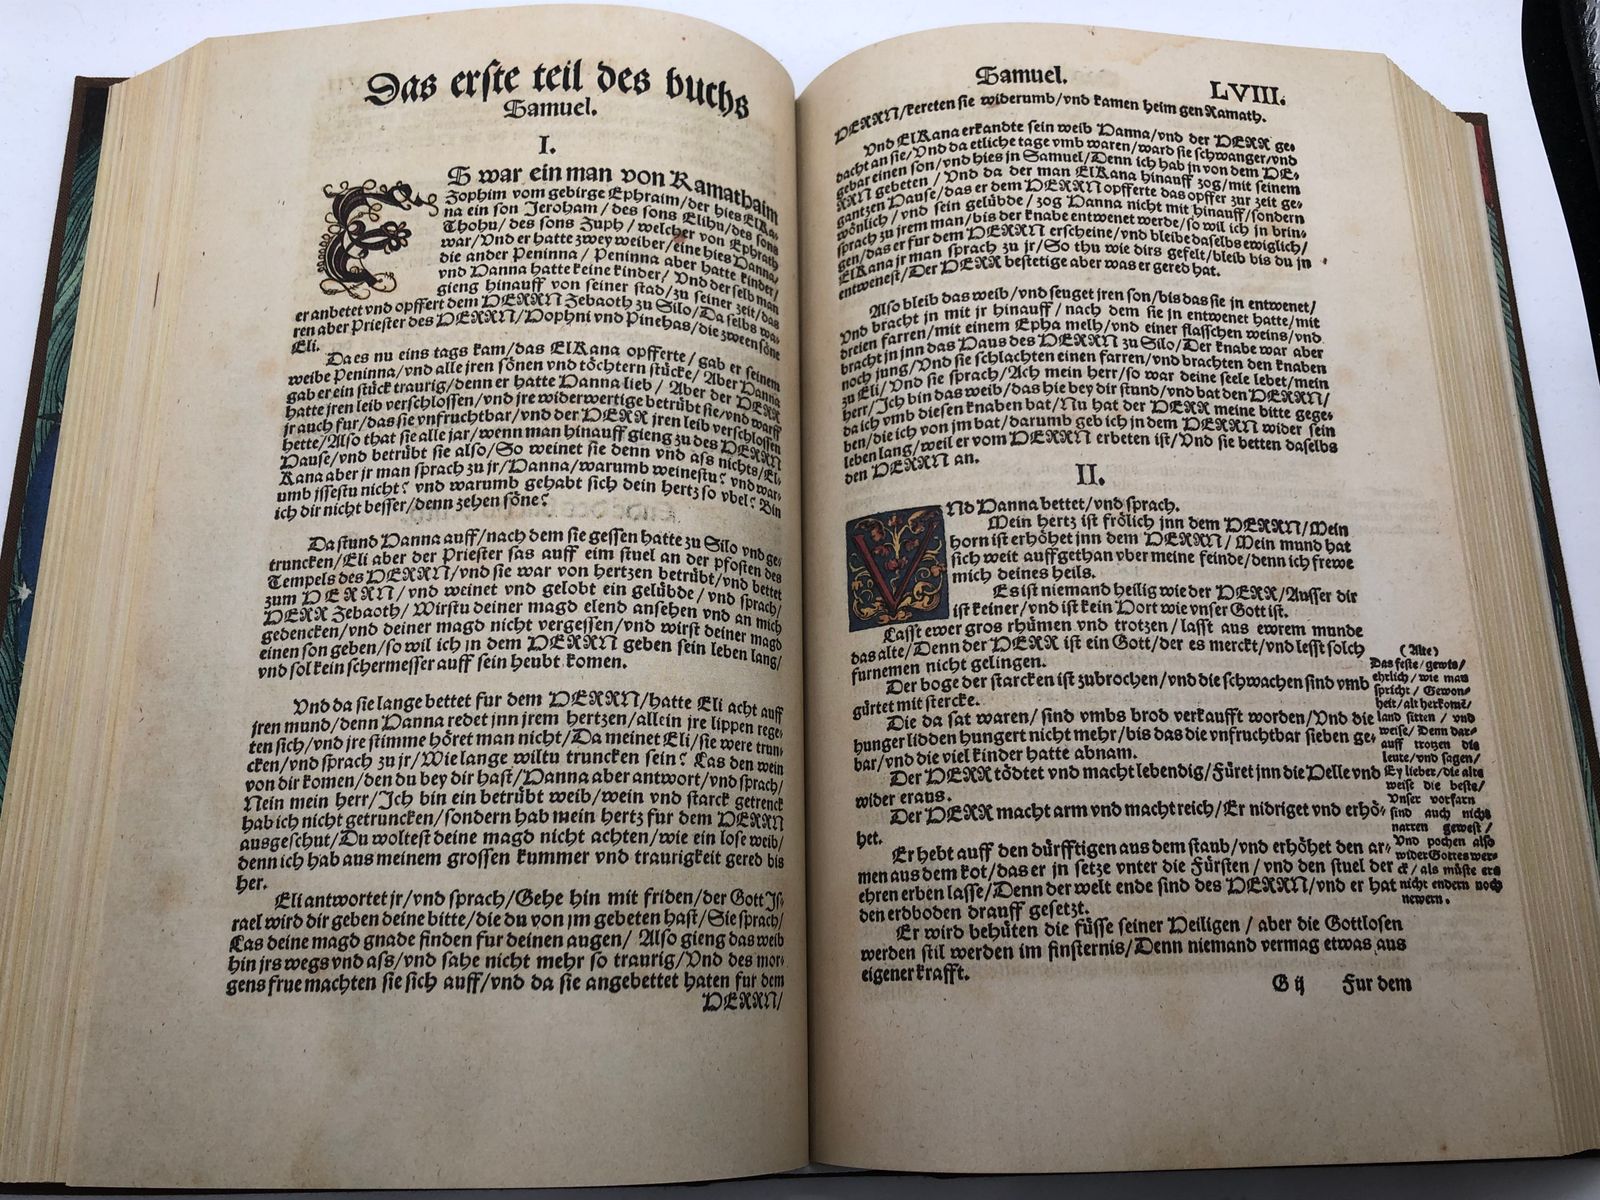 Das erste teil des buchs
Samuel.
I.
ES war ein man von Ramathaim
Zophim vom gebirge Ephraim/der hies ElKa-
na ein son Jeroham/des sons Elihu/des sons
Thohu/des sons Zuph/welcher von Ephrath
war/Vnd er hatte zwey weiber/eine hies Hanna/
die ander Peninna/Peninna aber hatte kinder/
vnd Hanna hatte keine kinder/Vnd der selb man
gieng hinauff von seiner stad/zu seiner zeit/das
er anbetet vnd opffert dem HERRN Zebaoth zu Silo/Da selbs wa-
ren aber Priester des HERRN/Hophni vnd Pinehas/die zween söne
Eli.
Da es nu eins tags kam/das ElKana opfferte/gab er seinem
weibe Peninna/vnd alle jren sönen vnd töchtern stücke/Aber Hanna
gab er ein stück traurig/denn er hatte Hanna lieb/Aber der HERR
hatte jren leib verschlossen/vnd jre widerwertige betrübt sie/vnd warff
jr auch fur/das sie vnfruchtbar/vnd der HERR jren leib verschlossen
hette/Also that sie alle jar/wenn man hinauff gieng zu des HERRN
Hause/vnd betrübt sie also/So weinet sie denn vnd ass nichts/El-
Kana aber jr man sprach zu jr/Hanna/warumb weinestu? vnd war-
umb jssestu nicht? vnd warumb gehabt sich dein hertz so vbel? Bin
ich dir nicht besser/denn zehen söne?
Da stund Hanna auff/nach dem sie gessen hatte zu Silo vnd ge-
truncken/Eli aber der Priester sas auff eim stuel an der pfosten des
Tempels des HERRN/vnd sie war von hertzen betrübt/vnd bettet
zum HERRN/vnd weinet vnd gelobt ein gelübde/vnd sprach/
HERR Zebaoth/Wirstu deiner magd elend ansehen vnd an mich
gedencken/vnd deiner magd nicht vergessen/vnd wirst deiner magd
einen son geben/so wil ich jn dem HERRN geben sein leben lang/
vnd sol kein schermesser auff sein heubt komen.
Vnd da sie lange bettet fur dem HERRN/hatte Eli acht auff
jren mund/denn Hanna redet jnn jrem hertzen/allein jre lippen rege-
ten sich/vnd jre stimme höret man nicht/Da meinet Eli/sie were trun-
cken/vnd sprach zu jr/Wie lange wiltu truncken sein? Las den wein
von dir komen/den du bey dir hast/Hanna aber antwort/vnd sprach/
Nein mein herr/Ich bin ein betrübt weib/wein vnd starck getrenck
hab ich nicht getruncken/sondern hab mein hertz fur dem HERRN
ausgeschut/Du woltest deine magd nicht achten/wie ein lose weib/
denn ich hab aus meinem grossen kummer vnd traurigkeit gered bis
her.
Eli antwortet jr/vnd sprach/Gehe hin mit friden/der Gott Js-
rael wird dir geben deine bitte/die du von jm gebeten hast/Sie sprach/
Las deine magd gnade finden fur deinen augen/Also gieng das weib
hin jrs wegs vnd ass/vnd sahe nicht mehr so traurig/Vnd des mor-
gens frue machten sie sich auff/vnd da sie angebettet haten fur dem
HERRN/
Samuel.
LVIII.
HERRN/kereten sie widerumb/vnd kamen heim gen Ramath.
Vnd ElKana erkandte sein weib Hanna/vnd der HERR ge-
dacht an sie/Vnd da etliche tage vmb waren/ward sie schwanger/vnd
gebar einen son/vnd hies jn Samuel/Denn ich hab jn von dem HE-
RRN gebeten/Vnd da der man ElKana hinauff zog/mit seinem
gantzen Hause/das er dem HERRN opfferte das opffer zur zeit ge-
wönlich/vnd sein gelübde/zog Hanna nicht mit hinauff/sondern
sprach zu jrem man/bis der knabe entwenet werde/so wil ich jn brin-
gen/das er fur dem HERRN erscheine/vnd bleibe daselbs ewiglich/
ElKana jr man sprach zu jr/So thu wie dirs gefelt/bleib bis du jn
entwenest/Der HERR bestetige aber was er gered hat.
Also bleib das weib/vnd seuget jren son/bis das sie jn entwenet/
Vnd bracht jn mit jr hinauff/nach dem sie jn entwenet hatte/mit
dreien farren/mit einem Epha melh/vnd einer flasschen weins/vnd
bracht jn jnn das Haus des HERRN zu Silo/Der knabe war aber
noch jung/Vnd sie schlachten einen farren/vnd brachten den knaben
zu Eli/Vnd sie sprach/Ach mein herr/so war deine seele lebet/mein
herr/Ich bin das weib/das hie bey dir stund/vnd bat den HERRN/
da ich vmb diesen knaben bat/Nu hat der HERR meine bitte gege-
ben/die ich von jm bat/darumb geb ich jn dem HERRN wider sein
leben lang/weil er vom HERRN erbeten ist/Vnd sie betten daselbs
den HERRN an.
II.
VNd Hanna bettet/vnd sprach.
Mein hertz ist frölich jnn dem HERRN/Mein
horn ist erhöhet jnn dem HERRN/Mein mund hat
sich weit auffgethan vber meine feinde/denn ich frewe
mich deines heils.
Es ist niemand heilig wie der HERR/Ausser dir
ist keiner/vnd ist kein Hort wie vnser Gott ist.
Lasst ewer gros rhümen vnd trotzen/lasst aus ewrem munde
das alte/Denn der HERR ist ein Gott/der es merckt/vnd lesst solch
furnemen nicht gelingen.
Der boge der starcken ist zubrochen/vnd die schwachen sind vmb
gürtet mit stercke.
Die da sat waren/sind vmbs brod verkaufft worden/Vnd die
hunger lidden hungert nicht mehr/bis das die vnfruchtbar sieben ge-
bar/vnd die viel kinder hatte abnam.
Der HERR tödtet vnd macht lebendig/Füret jnn die Helle vnd
wider eraus.
Der HERR macht arm vnd macht reich/Er nidriget vnd erhö-
het.
Er hebt auff den dürfftigen aus dem staub/vnd erhöhet den ar-
men aus dem kot/das er jn setze vnter die Fürsten/vnd den stuel der
ehren erben lasse/Denn der welt ende sind des HERRN/vnd er hat
den erdboden drauff gesetzt.
Er wird behüten die füsse seiner Heiligen/aber die Gottlosen
werden stil werden im finsternis/Denn niemand vermag etwas aus
eigener krafft.
(Alte)
Das feste/gewis/
ehrlich/wie man
spricht/Gewon-
heit/alt herkome/
land sitten/vnd
weise/Denn dar-
auff trotzen die
leute/vnd sagen/
Ey lieber/die alte
weise die beste/
Vnser vorfarn
sind auch nicht
narren gewest/
Vnd pochen also
wider Gottes wer-
ck/als müste ers
nicht endern noch
newern.
G ij
Fur dem